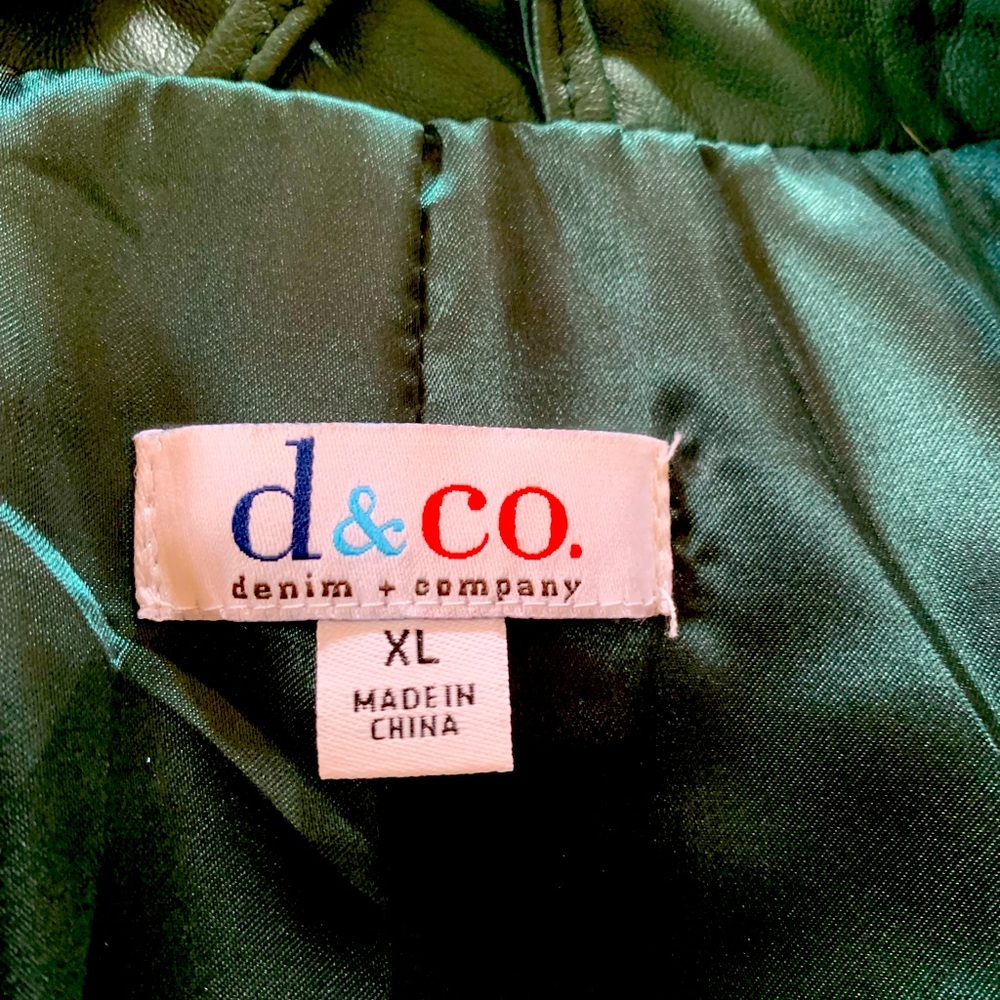 d&co.
denim + company
XL
MADE IN
CHINA